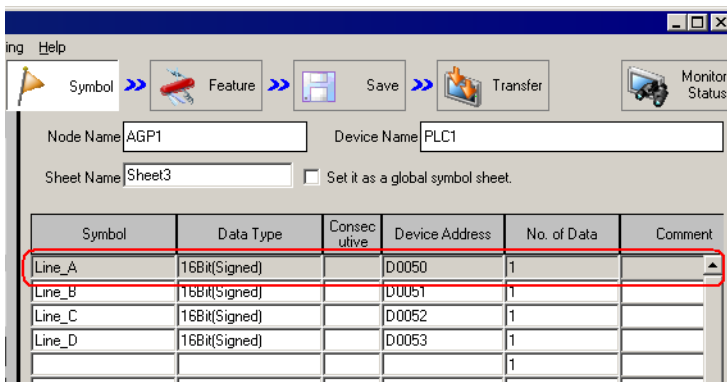 ing Help
Symbol Feature Save Transfer Monitor Status
Node Name AGP1 Device Name PLC1
Sheet Name Sheet3 Set it as a global symbol sheet.
Symbol Data Type Consec utive Device Address No. of Data Comment
Line_A 16Bit(Signed) D0050 1
Line_B 16Bit(Signed) D0051 1
Line_C 16Bit(Signed) D0052 1
Line_D 16Bit(Signed) D0053 1
1